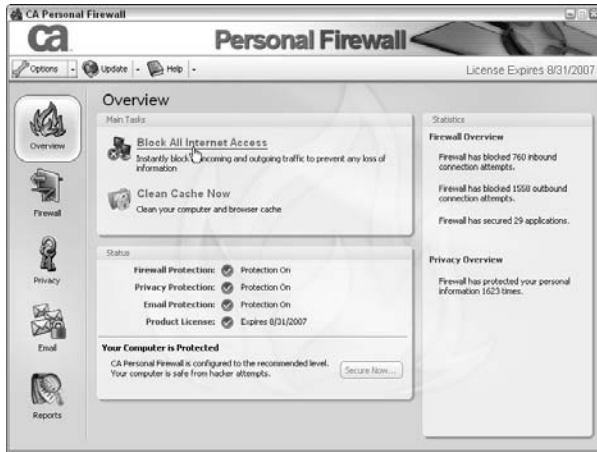 CA Personal Firewall
ca
Personal Firewall
Options
Update
Help
License Expires 8/31/2007
Overview
Firewall
Privacy
Email
Reports
Overview
Main Tasks
Block All Internet Access
Instantly block incoming and outgoing traffic to prevent any loss of
information
Clean Cache Now
Clean your computer and browser cache
Status
Firewall Protection: Protection On
Privacy Protection: Protection On
Email Protection: Protection On
Product License: Expires 8/31/2007
Your Computer is Protected
CA Personal Firewall is configured to the recommended level.
Your computer is safe from hacker attempts.
Secure Now...
Statistics
Firewall Overview
Firewall has blocked 760 inbound
connection attempts.
Firewall has blocked 1558 outbound
connection attempts.
Firewall has secured 29 applications.
Privacy Overview
Firewall has protected your personal
information 1623 times.